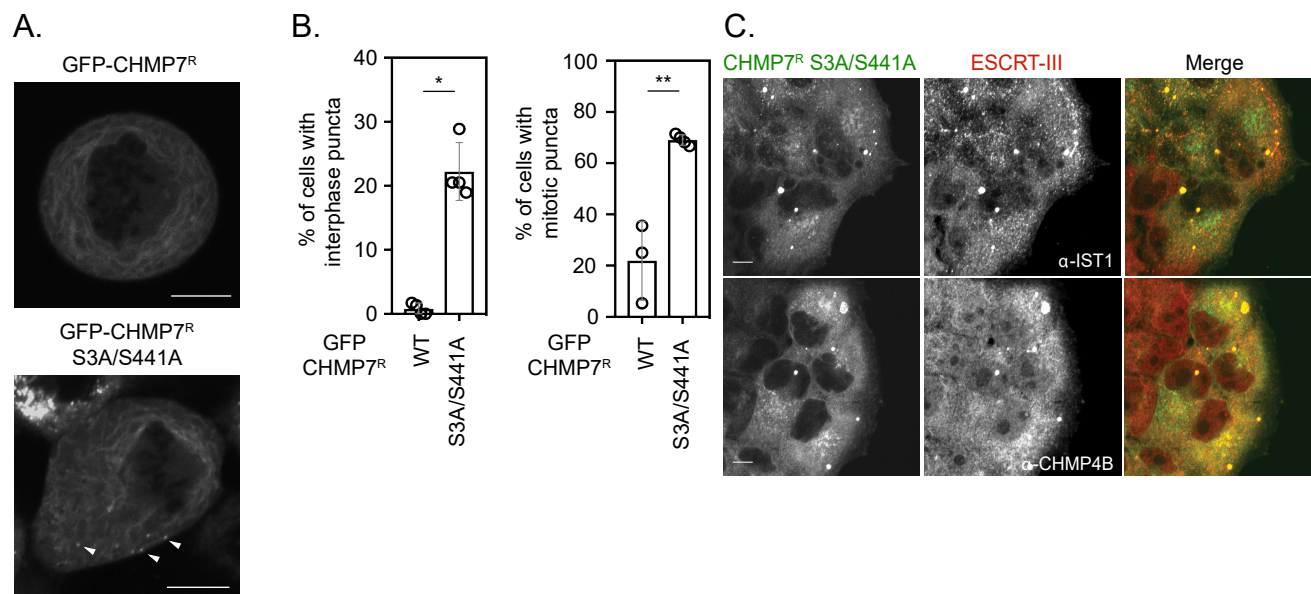 A.
GFP-CHMP7ᴿ
GFP-CHMP7ᴿ
S3A/S441A
B.
% of cells with
interphase puncta
40
30
20
10
0
*
GFP
CHMP7ᴿ
WT
S3A/S441A
% of cells with
mitotic puncta
100
80
60
40
20
0
**
GFP
CHMP7ᴿ
WT
S3A/S441A
C.
CHMP7ᴿ S3A/S441A
ESCRT-III
Merge
α-IST1
α-CHMP4B